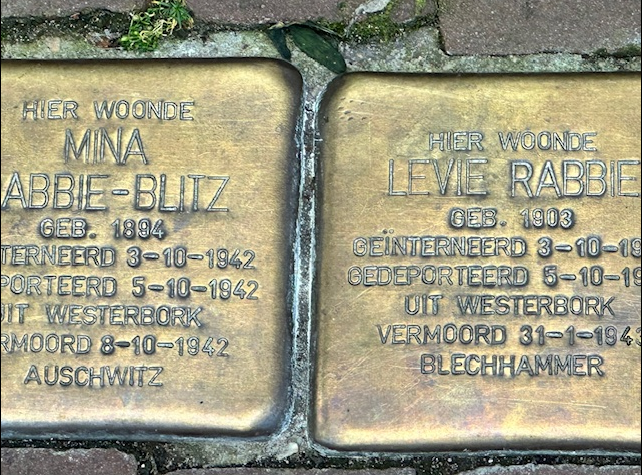 HIER WOONDE
MINA
ABBIE-BLITZ
GEB. 1894
TERNEERD 3-10-1942
PORTEERD 5-10-1942
UIT WESTERBORK
RMOORD 8-10-1942
AUSCHWITZ
HIER WOONDE
LEVIE RABBIE
GEB. 1903
GEÏNTERNEERD 3-10-19
GEDEPORTEERD 5-10-19
UIT WESTERBORK
VERMOORD 31-1-194
BLECHHAMMER